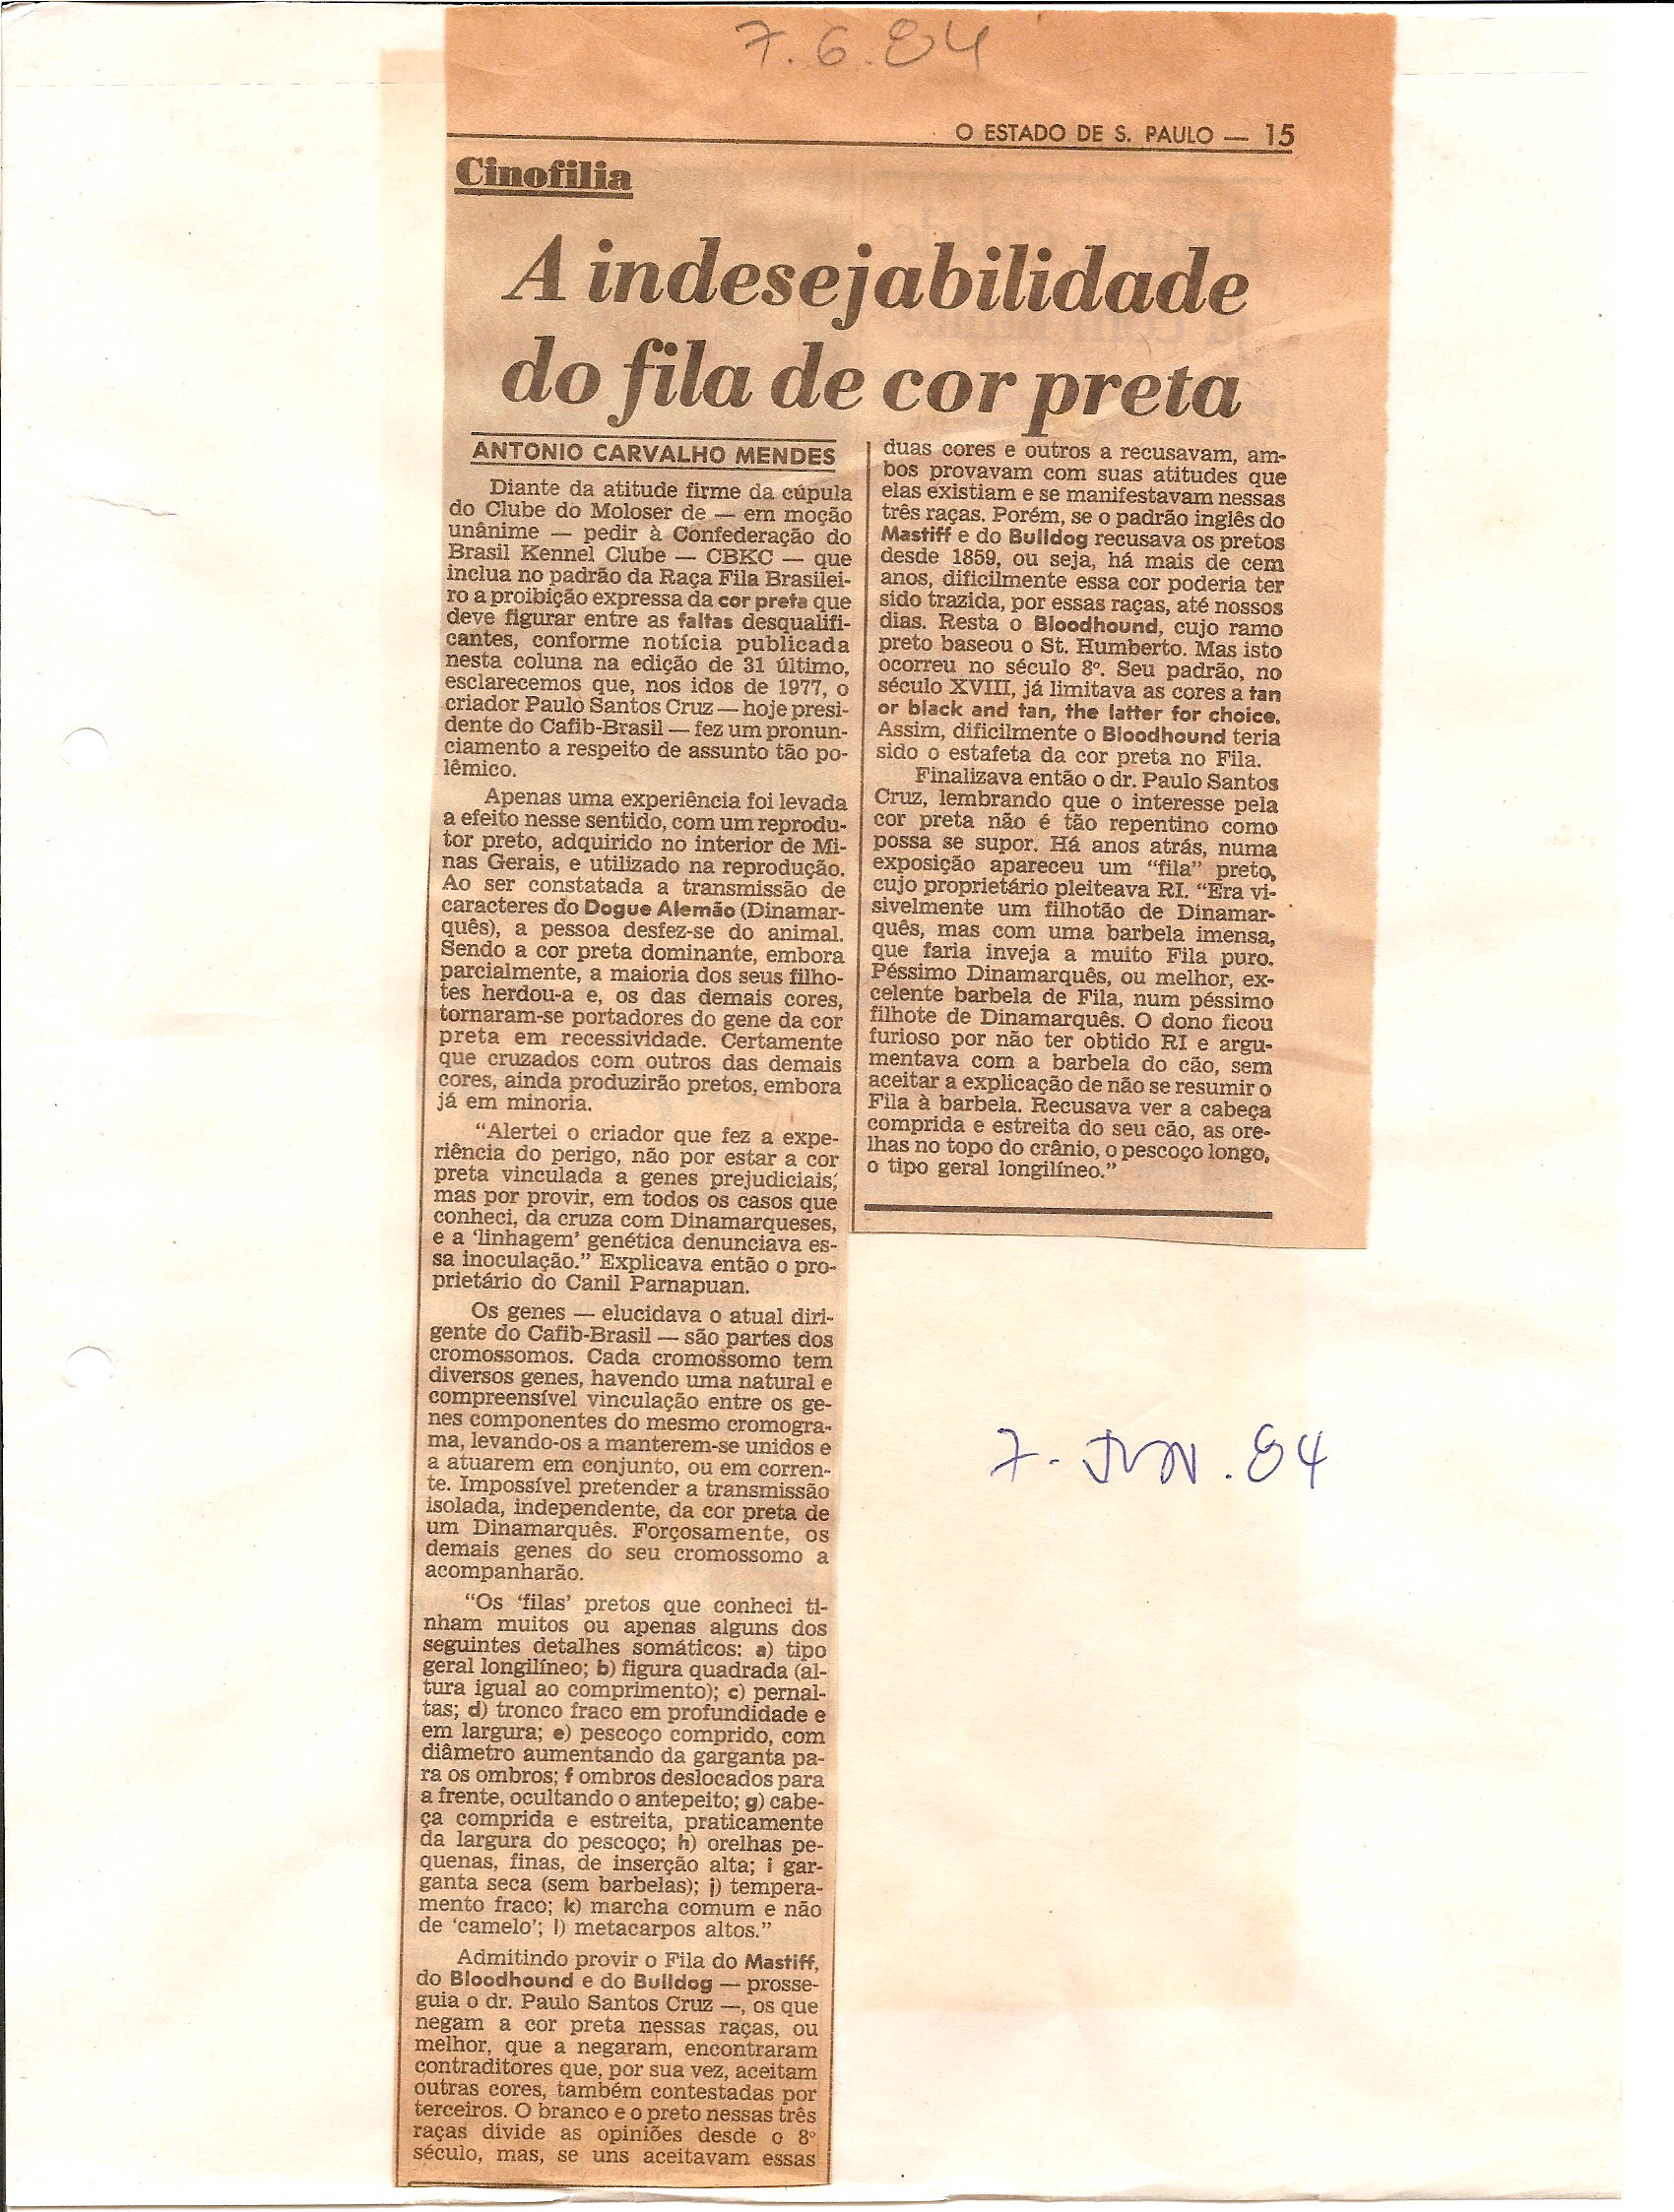 7.6.84
O ESTADO DE S. PAULO — 15
Cinofilia
A indesejabilidade
do fila de cor preta
ANTONIO CARVALHO MENDES
Diante da atitude firme da cúpula
do Clube do Moloser de — em moção
unânime — pedir à Confederação do
Brasil Kennel Clube — CBKC — que
inclua no padrão da Raça Fila Brasilei-
ro a proibição expressa da cor preta que
deve figurar entre as faltas desqualifi-
cantes, conforme notícia publicada
nesta coluna na edição de 31 último,
esclarecemos que, nos idos de 1977, o
criador Paulo Santos Cruz — hoje presi-
dente do Cafib-Brasil — fez um pronun-
ciamento a respeito de assunto tão po-
lêmico.
Apenas uma experiência foi levada
a efeito nesse sentido, com um reprodu-
tor preto, adquirido no interior de Mi-
nas Gerais, e utilizado na reprodução.
Ao ser constatada a transmissão de
caracteres do Dogue Alemão (Dinamar-
quês), a pessoa desfez-se do animal.
Sendo a cor preta dominante, embora
parcialmente, a maioria dos seus filho-
tes herdou-a e, os das demais cores,
tornaram-se portadores do gene da cor
preta em recessividade. Certamente
que cruzados com outros das demais
cores, ainda produzirão pretos, embora
já em minoria.
"Alertei o criador que fez a expe-
riência do perigo, não por estar a cor
preta vinculada a genes prejudiciais,
mas por provir, em todos os casos que
conheci, da cruza com Dinamarqueses,
e a 'linhagem' genética denunciava es-
sa inoculação." Explicava então o pro-
prietário do Canil Parnapuan.
Os genes — elucidava o atual diri-
gente do Cafib-Brasil — são partes dos
cromossomos. Cada cromossomo tem
diversos genes, havendo uma natural e
compreensível vinculação entre os ge-
nes componentes do mesmo cromogra-
ma, levando-os a manterem-se unidos e
a atuarem em conjunto, ou em corren-
te. Impossível pretender a transmissão
isolada, independente, da cor preta de
um Dinamarquês. Forçosamente, os
demais genes do seu cromossomo a
acompanharão.
"Os 'filas' pretos que conheci ti-
nham muitos ou apenas alguns dos
seguintes detalhes somáticos: a) tipo
geral longilíneo; b) figura quadrada (al-
tura igual ao comprimento); c) pernal-
tas; d) tronco fraco em profundidade e
em largura; e) pescoço comprido, com
diâmetro aumentando da garganta pa-
ra os ombros; f ombros deslocados para
a frente, ocultando o antepeito; g) cabe-
ça comprida e estreita, praticamente
da largura do pescoço; h) orelhas pe-
quenas, finas, de inserção alta; i gar-
ganta seca (sem barbelas); j) tempera-
mento fraco; k) marcha comum e não
de 'camelo'; l) metacarpos altos."
Admitindo provir o Fila do Mastiff,
do Bloodhound e do Bulldog — prosse-
guia o dr. Paulo Santos Cruz —, os que
negam a cor preta nessas raças, ou
melhor, que a negaram, encontraram
contraditores que, por sua vez, aceitam
outras cores, também contestadas por
terceiros. O branco e o preto nessas três
raças divide as opiniões desde o 8º
século, mas, se uns aceitavam essas
duas cores e outros a recusavam, am-
bos provavam com suas atitudes que
elas existiam e se manifestavam nessas
três raças. Porém, se o padrão inglês do
Mastiff e do Bulldog recusava os pretos
desde 1859, ou seja, há mais de cem
anos, dificilmente essa cor poderia ter
sido trazida, por essas raças, até nossos
dias. Resta o Bloodhound, cujo ramo
preto baseou o St. Humberto. Mas isto
ocorreu no século 8º. Seu padrão, no
século XVIII, já limitava as cores a tan
or black and tan, the latter for choice.
Assim, dificilmente o Bloodhound teria
sido o estafeta da cor preta no Fila.
Finalizava então o dr. Paulo Santos
Cruz, lembrando que o interesse pela
cor preta não é tão repentino como
possa se supor. Há anos atrás, numa
exposição apareceu um "fila" preto,
cujo proprietário pleiteava RI. "Era vi-
sivelmente um filhotão de Dinamar-
quês, mas com uma barbela imensa,
que faria inveja a muito Fila puro.
Péssimo Dinamarquês, ou melhor, ex-
celente barbela de Fila, num péssimo
filhote de Dinamarquês. O dono ficou
furioso por não ter obtido RI e argu-
mentava com a barbela do cão, sem
aceitar a explicação de não se resumir o
Fila à barbela. Recusava ver a cabeça
comprida e estreita do seu cão, as ore-
lhas no topo do crânio, o pescoço longo,
o tipo geral longilíneo."
7. JUN. 84